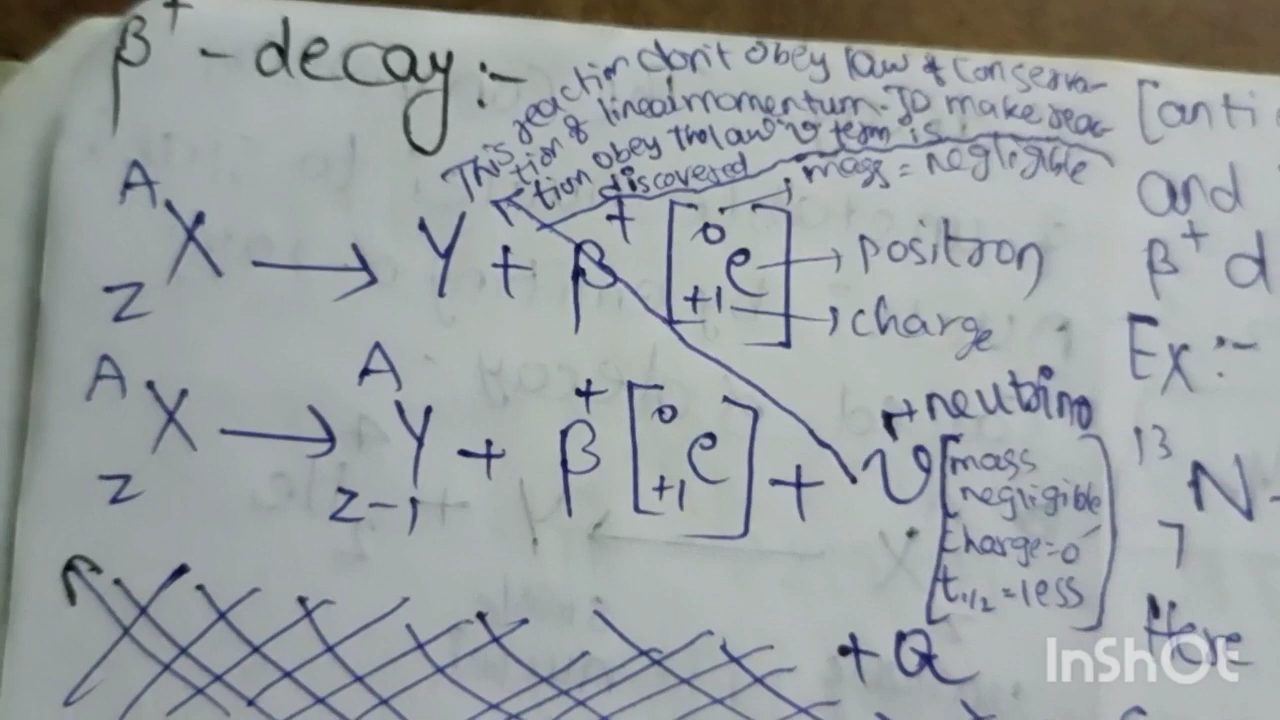 β⁺ - decay :-
This reaction don't obey law of conserva-
tion of linear momentum. To make reac-
tion obey the law ν term is
discovered
mass = negligible
A
Z X → Y + β⁺ [0 +1 e] → positron
→ charge
A
Z X → A Z-1 Y + β⁺ [0 +1 e] + ν → neutrino
[mass
negligible
charge = 0
t1/2 = less]
+ Q
[anti
and
β⁺ d
Ex :-
13
7 N
Here
InShOt